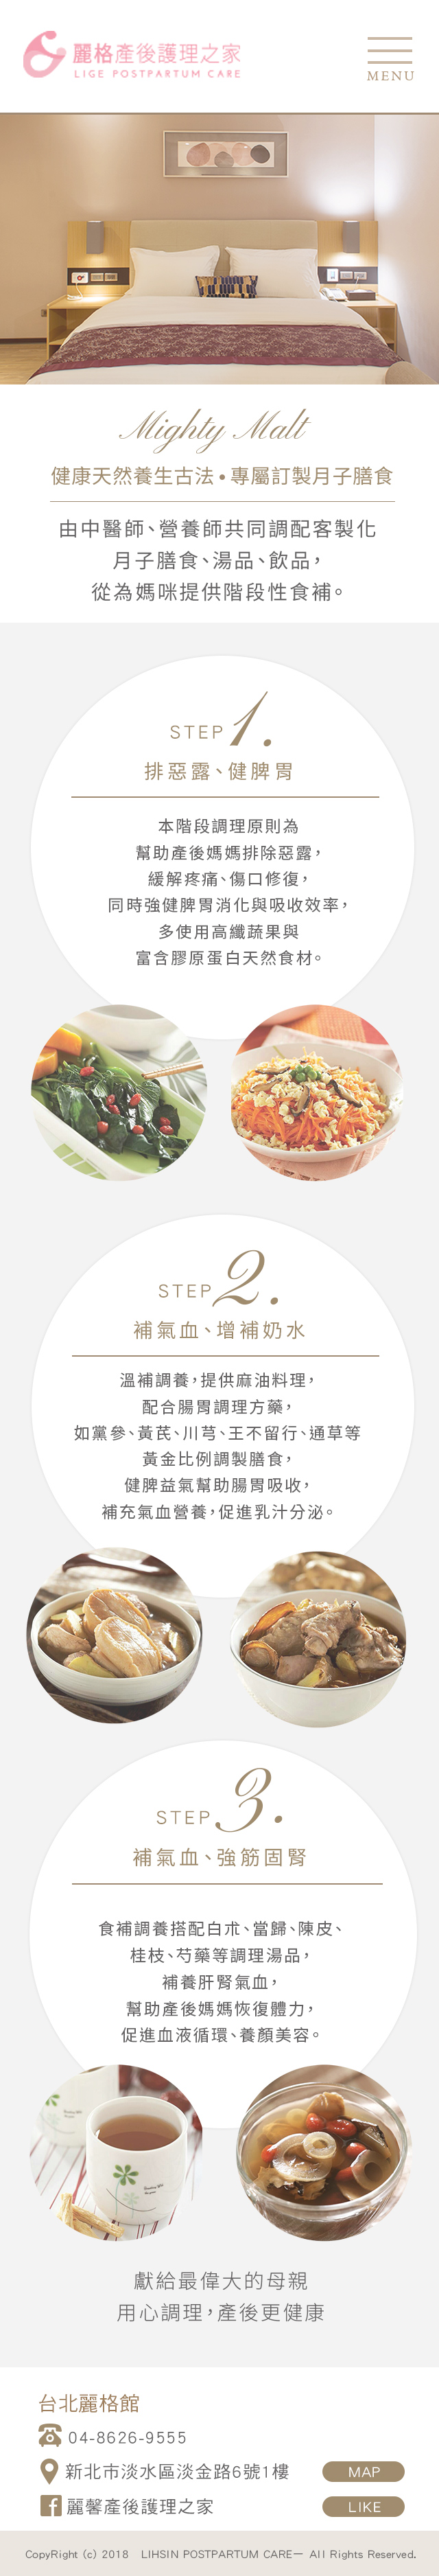 麗格產後護理之家
LIGE POSTPARTUM CARE
MENU
Mighty Malt
健康天然養生古法•專屬訂製月子膳食
由中醫師、營養師共同調配客製化
月子膳食、湯品、飲品，
從為媽咪提供階段性食補。
STEP 1.
排惡露、健脾胃
本階段調理原則為
幫助產後媽媽排除惡露，
緩解疼痛、傷口修復，
同時強健脾胃消化與吸收效率，
多使用高纖蔬果與
富含膠原蛋白天然食材。
STEP 2.
補氣血、增補奶水
溫補調養，提供麻油料理，
配合腸胃調理方藥，
如黨參、黃芪、川芎、王不留行、通草等
黃金比例調製膳食，
健脾益氣幫助腸胃吸收，
補充氣血營養，促進乳汁分泌。
STEP 3.
補氣血、強筋固腎
食補調養搭配白朮、當歸、陳皮、
桂枝、芍藥等調理湯品，
補養肝腎氣血，
幫助產後媽媽恢復體力，
促進血液循環、養顏美容。
獻給最偉大的母親
用心調理，產後更健康
台北麗格館
04-8626-9555
新北市淡水區淡金路6號1樓 MAP
麗馨產後護理之家 LIKE
CopyRight (c) 2018 LIHSIN POSTPARTUM CARE一 All Rights Reserved.